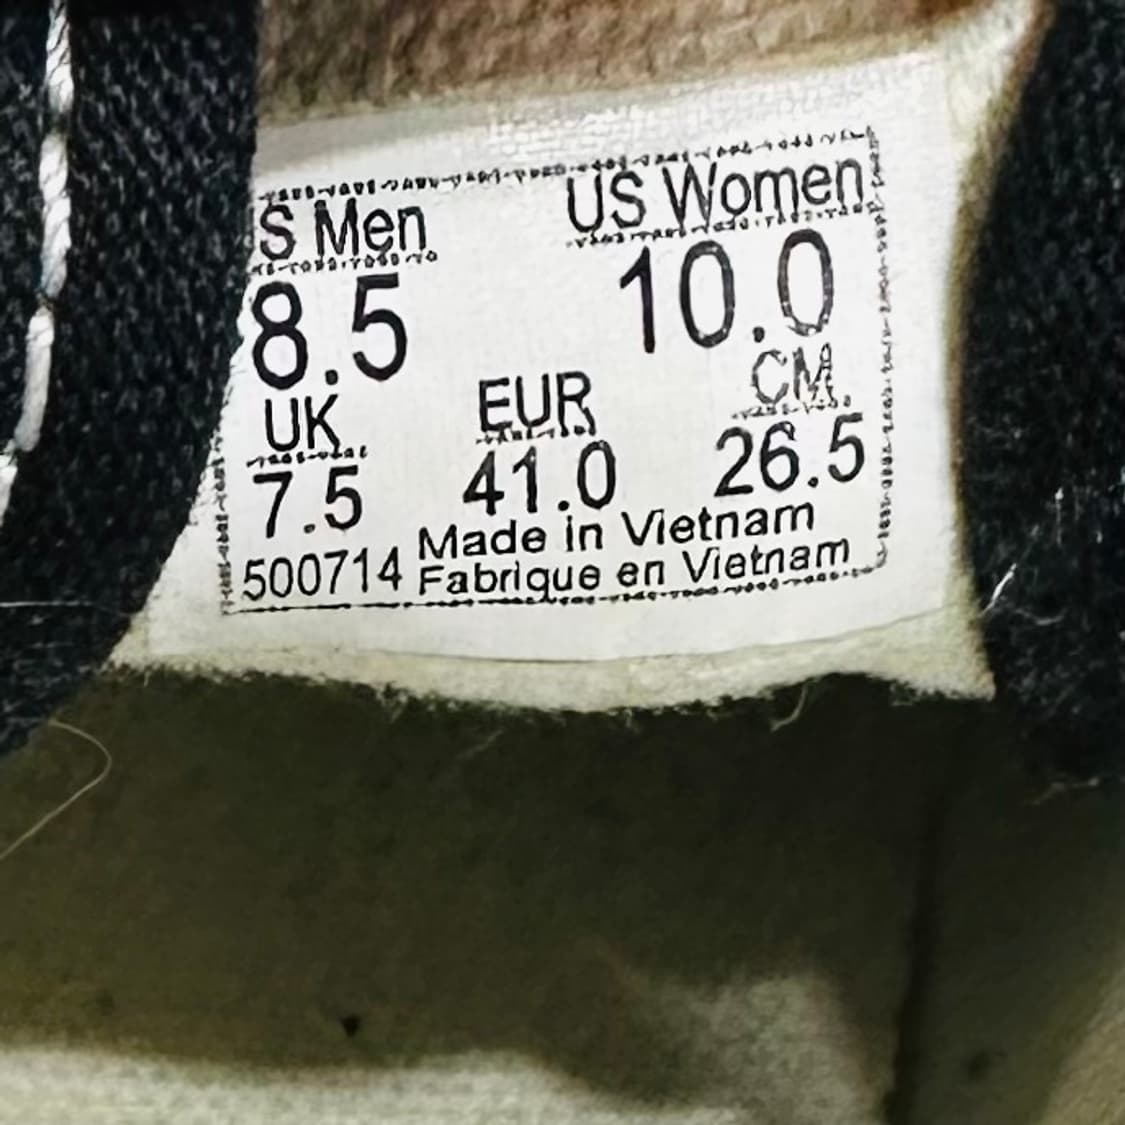 S Men US Women
8.5 10.0
UK EUR CM
7.5 41.0 26.5
500714 Made in Vietnam
Fabrique en Vietnam